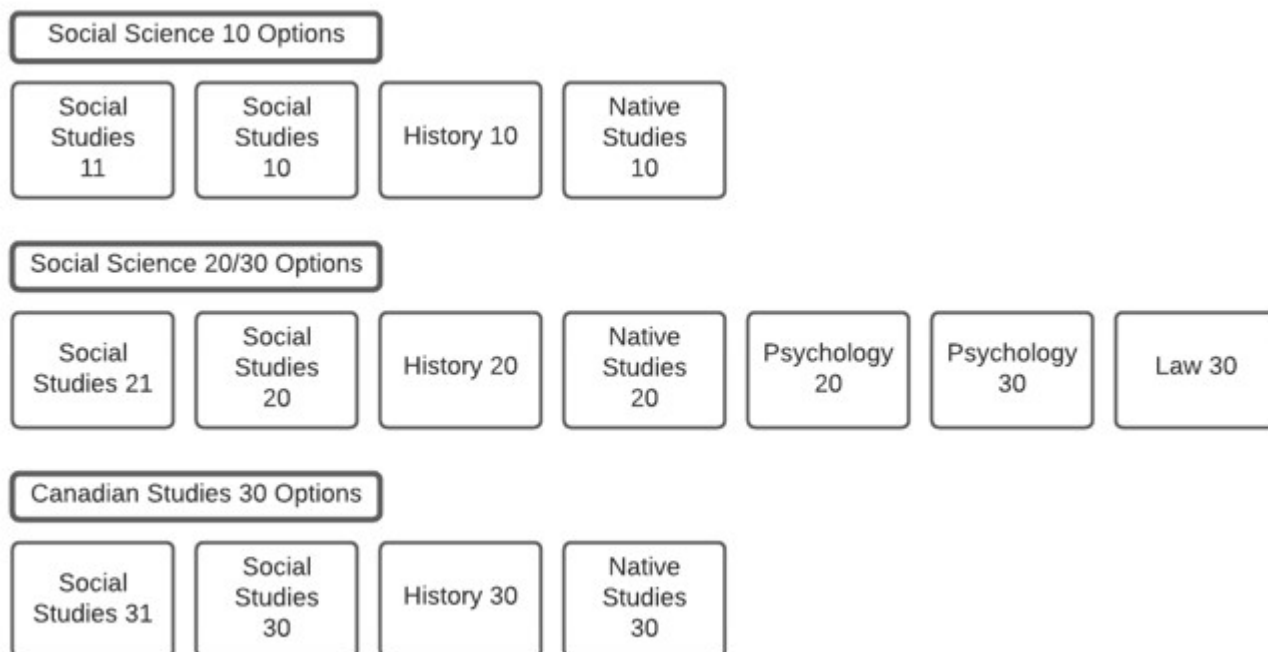 Social Science 10 Options
Social
Studies
11
Social
Studies
10
History 10
Native
Studies
10
Social Science 20/30 Options
Social
Studies 21
Social
Studies
20
History 20
Native
Studies
20
Psychology
20
Psychology
30
Law 30
Canadian Studies 30 Options
Social
Studies 31
Social
Studies
30
History 30
Native
Studies
30